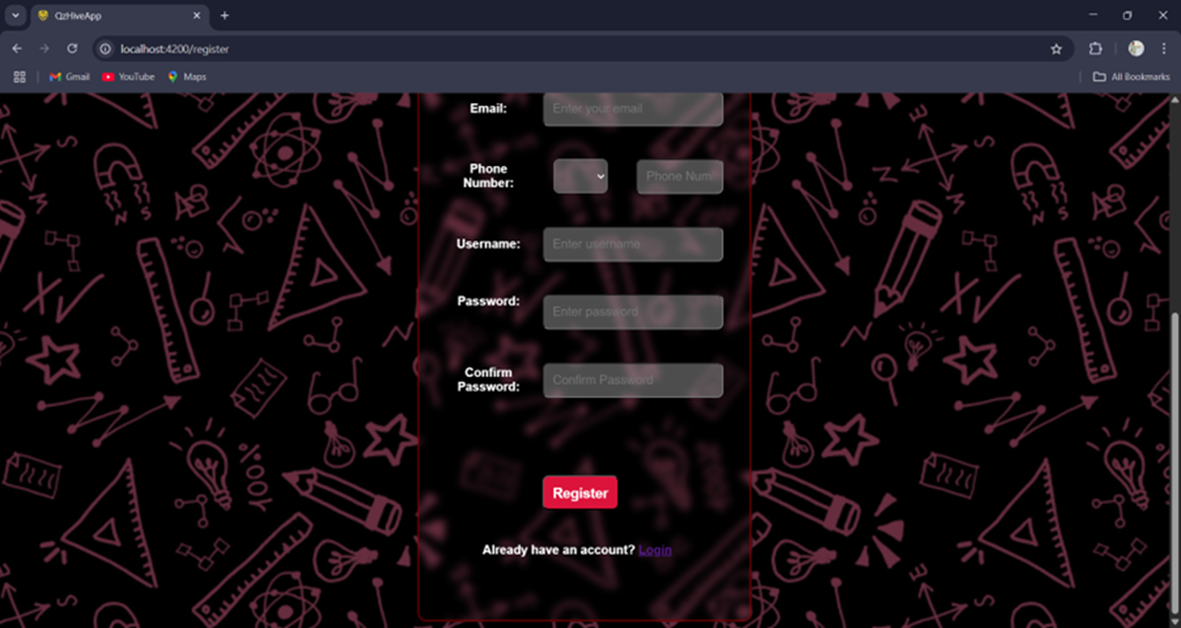 QzHiveApp
localhost:4200/register
Gmail
YouTube
Maps
All Bookmarks
Email:
Enter your email
Phone
Number:
Phone Num
Username:
Enter username
Password:
Enter password
Confirm
Password:
Confirm Password
Register
Already have an account? Login